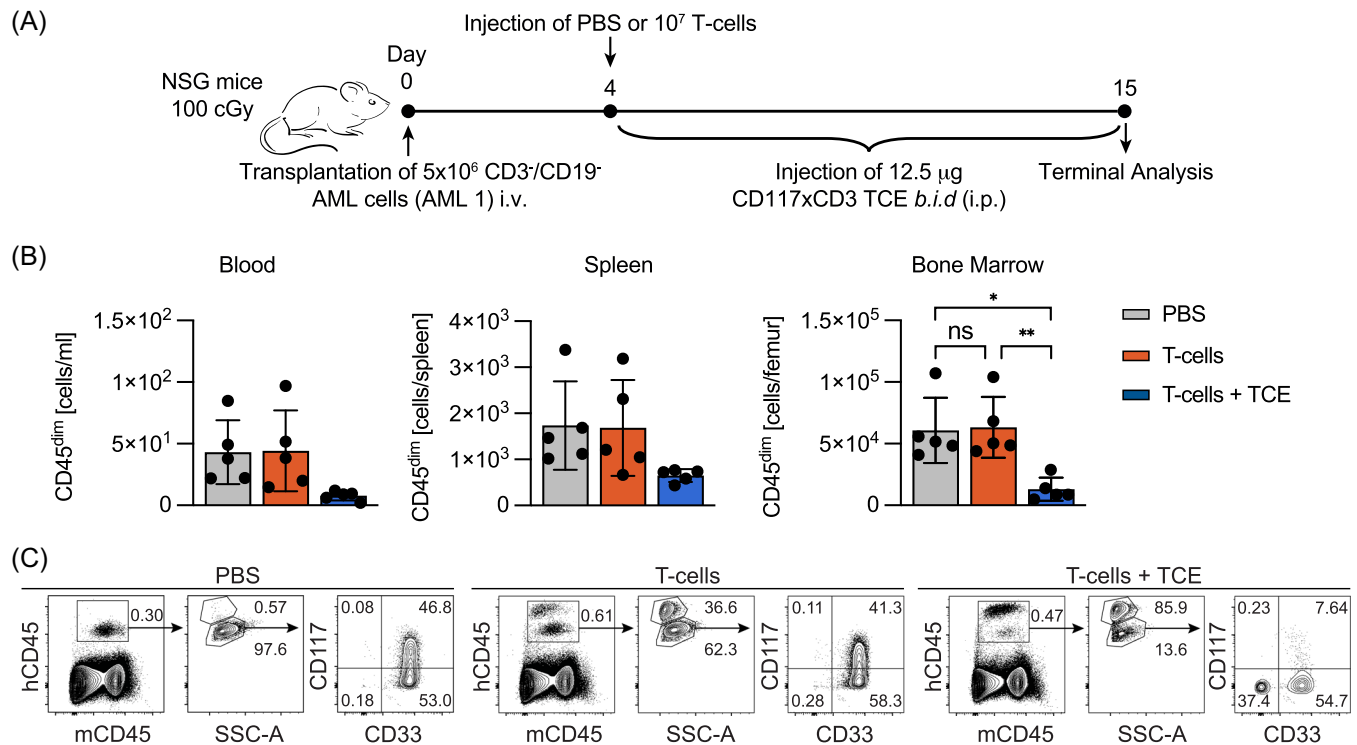 (A)
Injection of PBS or 10⁷ T-cells
Day
0
4
15
NSG mice
100 cGy
Transplantation of 5x10⁶ CD3⁻/CD19⁻
AML cells (AML 1) i.v.
Injection of 12.5 μg
CD117xCD3 TCE b.i.d (i.p.)
Terminal Analysis
(B)
Blood
CD45ᵈⁱᵐ [cells/ml]
1.5×10²
1×10²
5×10¹
0
Spleen
CD45ᵈⁱᵐ [cells/spleen]
4×10³
3×10³
2×10³
1×10³
0
Bone Marrow
CD45ᵈⁱᵐ [cells/femur]
1.5×10⁵
1×10⁵
5×10⁴
0
*
ns
**
PBS
T-cells
T-cells + TCE
(C)
PBS
hCD45
0.30
mCD45
0.57
97.6
SSC-A
CD117
0.08
46.8
0.18
53.0
CD33
T-cells
hCD45
0.61
mCD45
36.6
62.3
SSC-A
CD117
0.11
41.3
0.28
58.3
CD33
T-cells + TCE
hCD45
0.47
mCD45
85.9
13.6
SSC-A
CD117
0.23
7.64
37.4
54.7
CD33